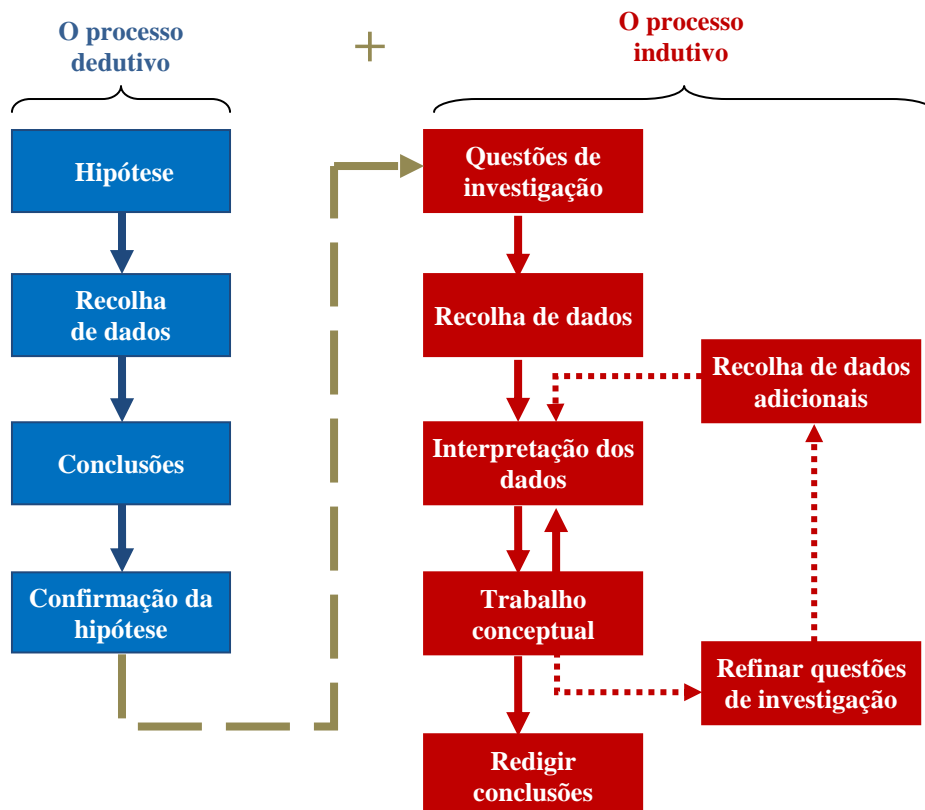 O processo
dedutivo
+
O processo
indutivo
Hipótese
Recolha
de dados
Conclusões
Confirmação da
hipótese
Questões de
investigação
Recolha de dados
Interpretação dos
dados
Trabalho
conceptual
Redigir
conclusões
Recolha de dados
adicionais
Refinar questões
de investigação